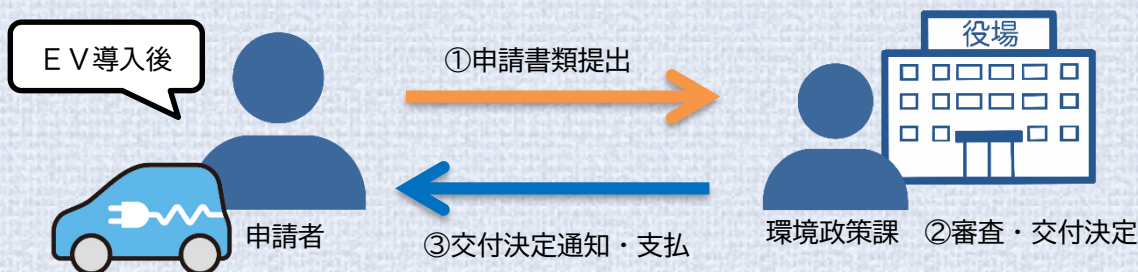 EV導入後
①申請書類提出
役場
申請者
③交付決定通知・支払
環境政策課
②審査・交付決定